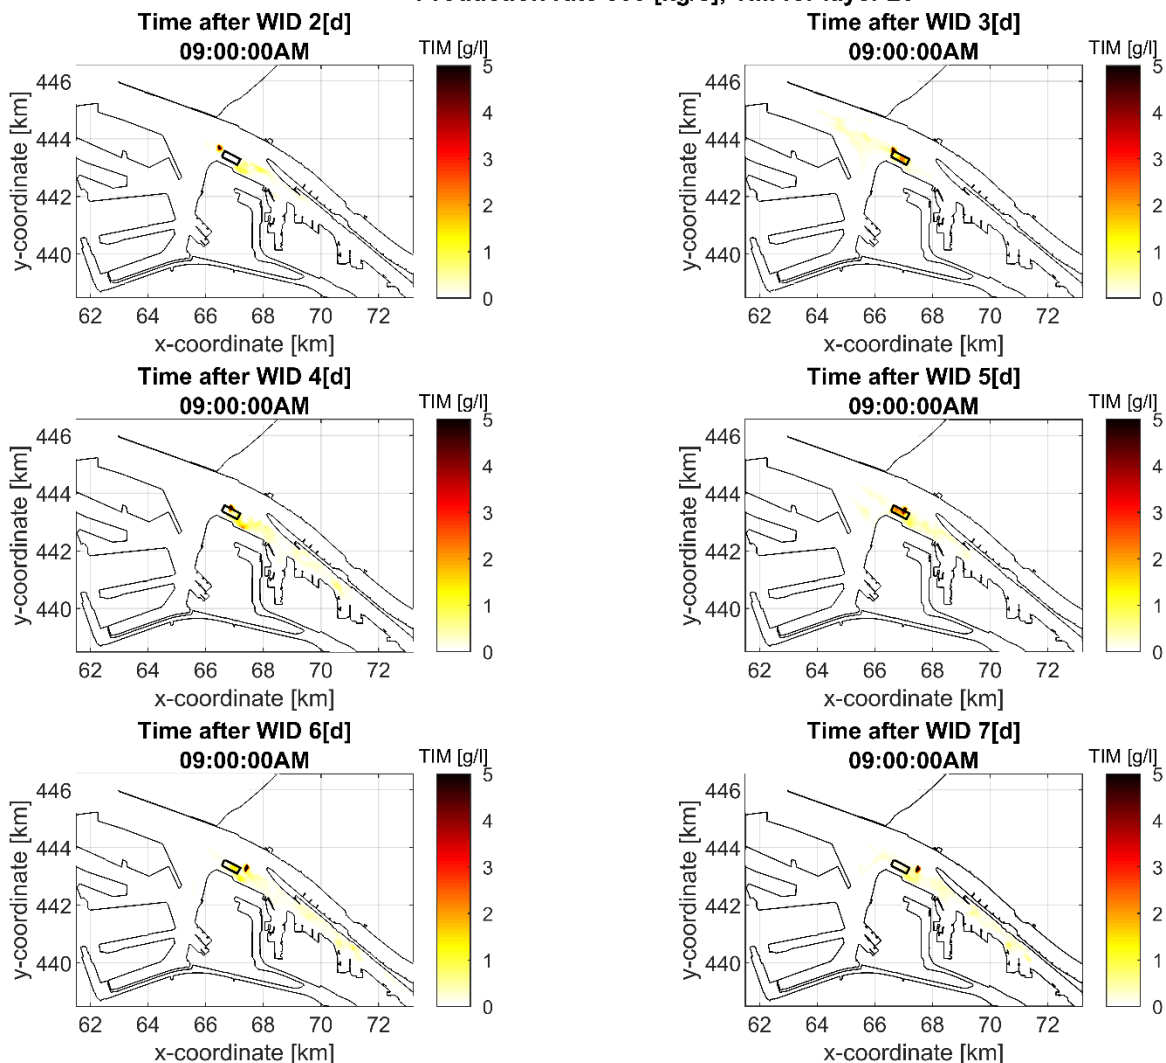 Time after WID 2[d]
09:00:00AM
TIM [g/l]
5
4
3
2
1
0
446
444
442
440
y-coordinate [km]
62 64 66 68 70 72
x-coordinate [km]
Time after WID 3[d]
09:00:00AM
TIM [g/l]
5
4
3
2
1
0
446
444
442
440
y-coordinate [km]
62 64 66 68 70 72
x-coordinate [km]
Time after WID 4[d]
09:00:00AM
TIM [g/l]
5
4
3
2
1
0
446
444
442
440
y-coordinate [km]
62 64 66 68 70 72
x-coordinate [km]
Time after WID 5[d]
09:00:00AM
TIM [g/l]
5
4
3
2
1
0
446
444
442
440
y-coordinate [km]
62 64 66 68 70 72
x-coordinate [km]
Time after WID 6[d]
09:00:00AM
TIM [g/l]
5
4
3
2
1
0
446
444
442
440
y-coordinate [km]
62 64 66 68 70 72
x-coordinate [km]
Time after WID 7[d]
09:00:00AM
TIM [g/l]
5
4
3
2
1
0
446
444
442
440
y-coordinate [km]
62 64 66 68 70 72
x-coordinate [km]